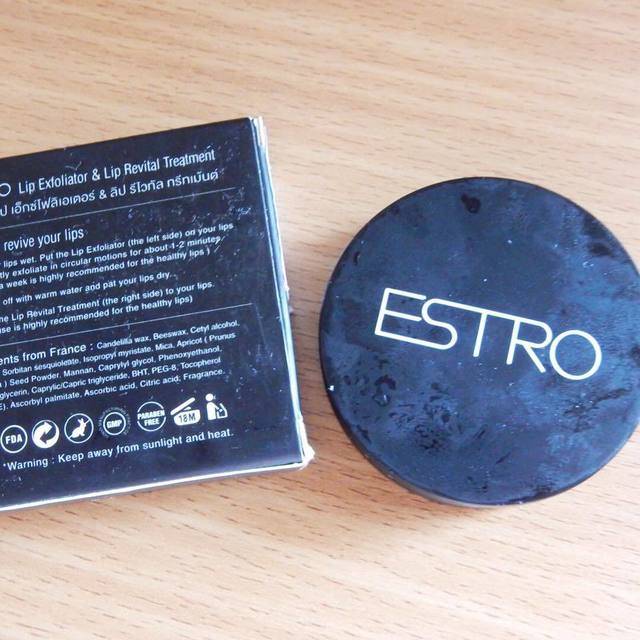 O Lip Exfoliator & Lip Revital Treatment
ป เอ็กซ์โฟลิเอเตอร์ & ลิป รีไวทัล ทรีทเม้นต์
revive your lips
lips wet. Put the Lip Exfoliator (the left side) on your lips
tly exfoliate in circular motions for about 1-2 minutes
a week is highly recommended for the healthy lips )
off with warm water and pat your lips dry.
he Lip Revital Treatment (the right side) to your lips.
use is highly recommended for the healthy lips)
ents from France : Candelilla wax, Beeswax, Cetyl alcohol.
Sorbitan sesquioleate, Isopropyl myristate, Mica, Apricot ( Prunus
) Seed Powder, Mannan, Caprylyl glycol, Phenoxyethanol,
glycerin, Caprylic/Capric triglyceride, BHT, PEG-8, Tocopherol
E), Ascorbyl palmitate, Ascorbic acid, Citric acid, Fragrance.
FDA GMP PARABEN FREE 18M
*Warning : Keep away from sunlight and heat.
ESTRO